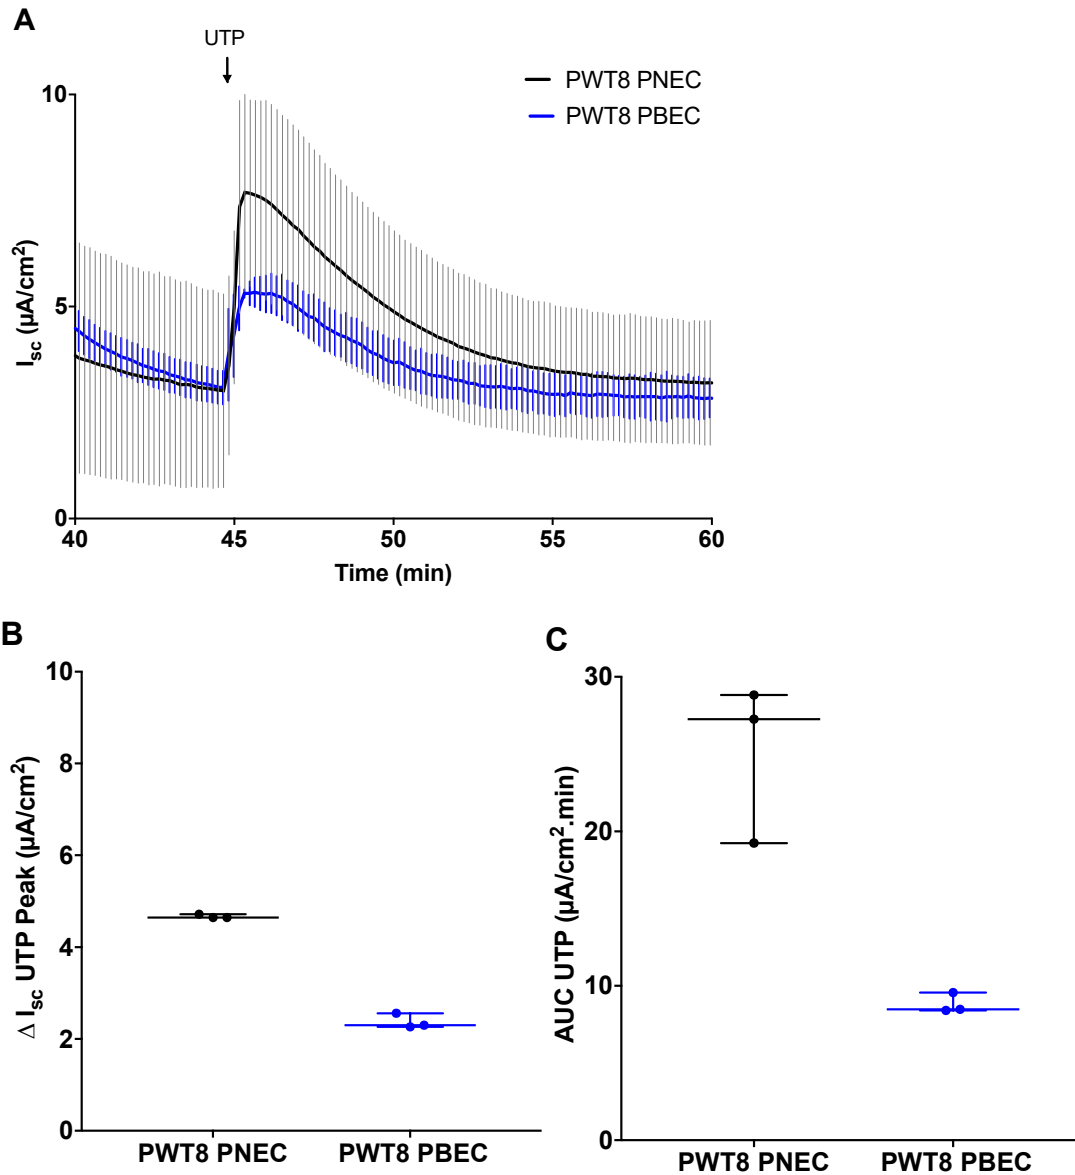 A
UTP
PWT8 PNEC
PWT8 PBEC
I_sc (µA/cm²)
10
5
0
40 45 50 55 60
Time (min)
B
Δ I_sc UTP Peak (µA/cm²)
10
8
6
4
2
0
PWT8 PNEC PWT8 PBEC
C
AUC UTP (µA/cm².min)
30
20
10
0
PWT8 PNEC PWT8 PBEC